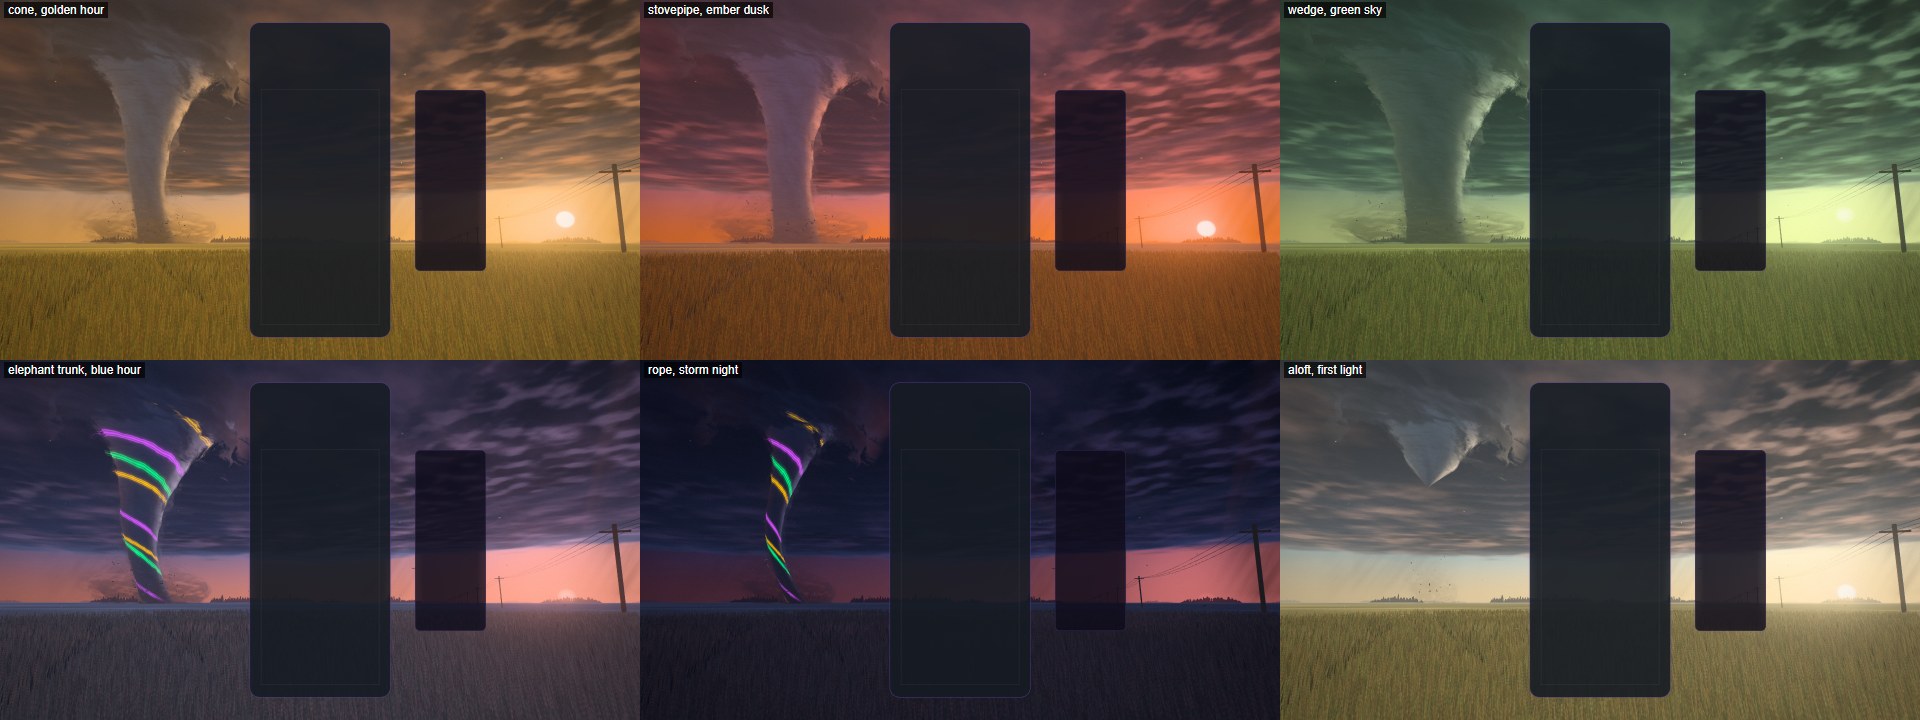 cone, golden hour
stovepipe, ember dusk
wedge, green sky
elephant trunk, blue hour
rope, storm night
aloft, first light